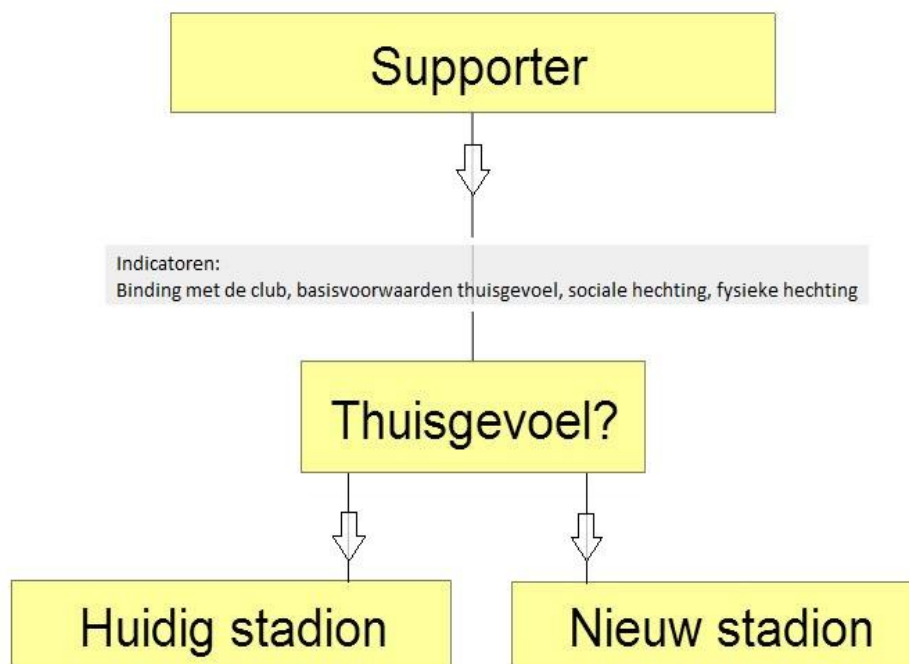 Supporter
Indicatoren:
Binding met de club, basisvoorwaarden thuisgevoel, sociale hechting, fysieke hechting
Thuisgevoel?
Huidig stadion
Nieuw stadion